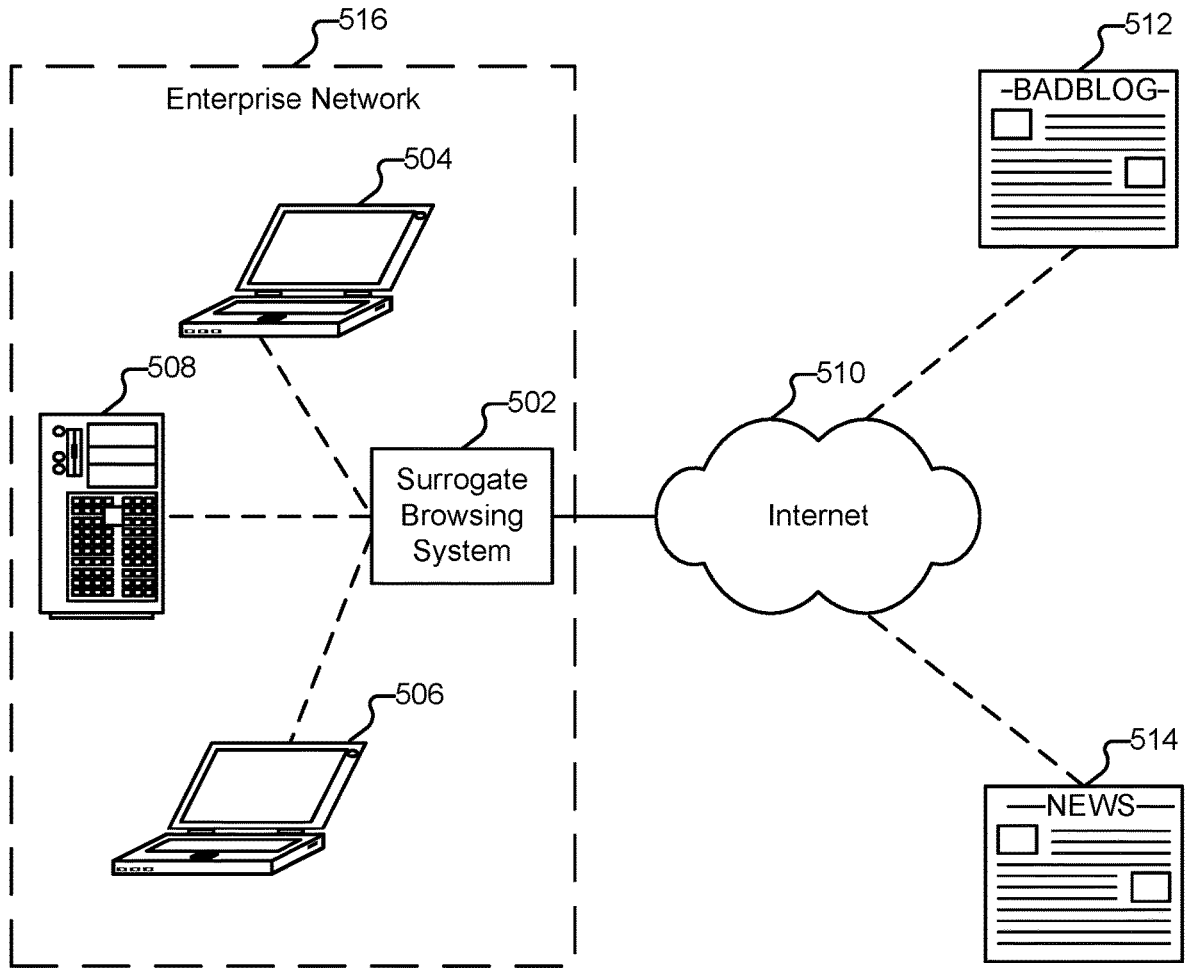 516
512
Enterprise Network
-BADBLOG-
504
508
510
502
Surrogate
Browsing
System
Internet
506
514
NEWS